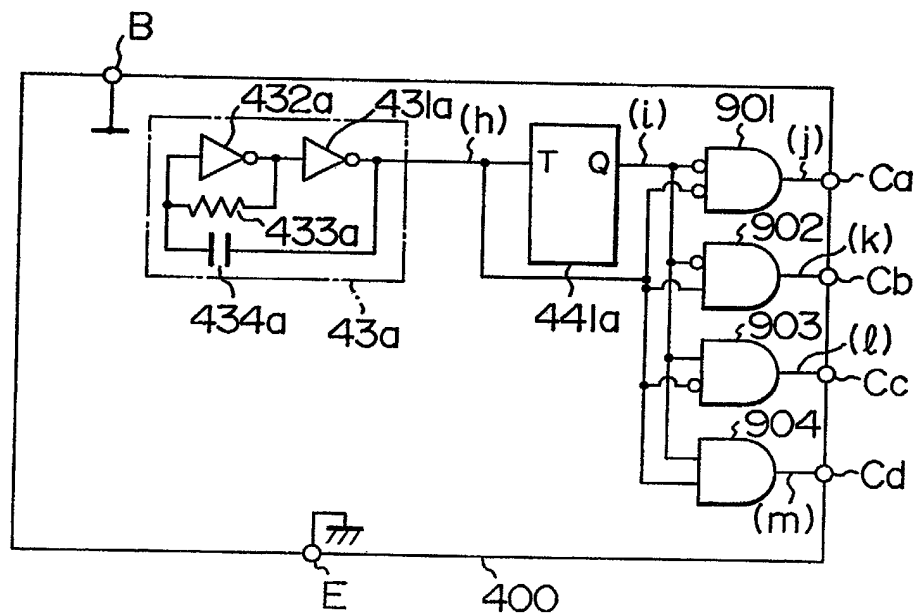 B
432a
431a
(h)
(i)
901
(j)
Ca
T
Q
433a
902
(k)
Cb
434a
43a
441a
903
(ℓ)
Cc
904
Cd
(m)
E
400